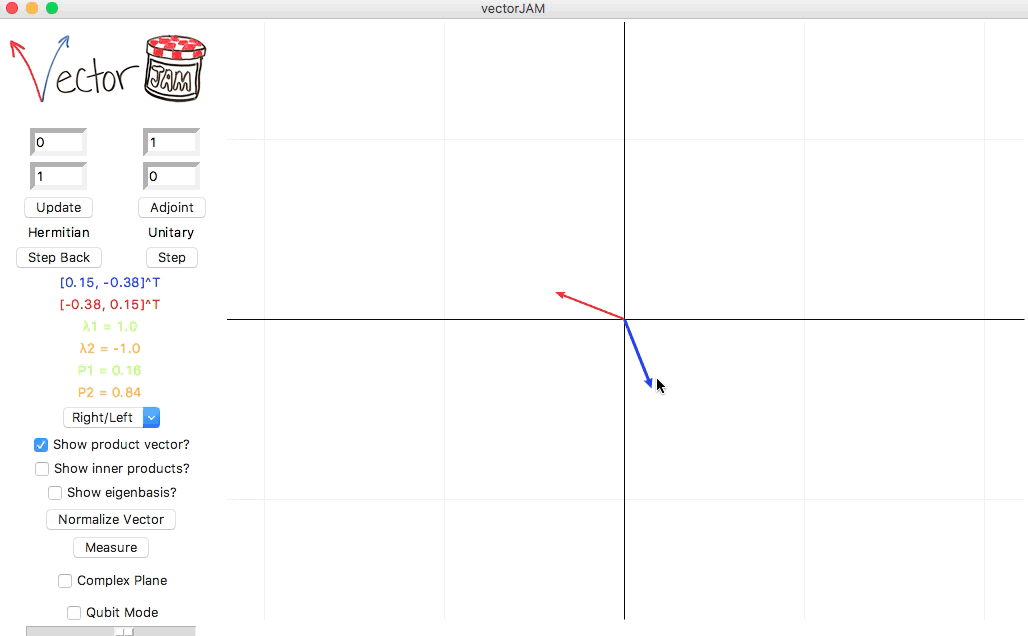 vectorJAM
Vector JAM
0 1
1 0
Update Adjoint
Hermitian Unitary
Step Back Step
[0.15, -0.38]^T
[-0.38, 0.15]^T
λ1 = 1.0
λ2 = -1.0
P1 = 0.16
P2 = 0.84
Right/Left
Show product vector?
Show inner products?
Show eigenbasis?
Normalize Vector
Measure
Complex Plane
Qubit Mode